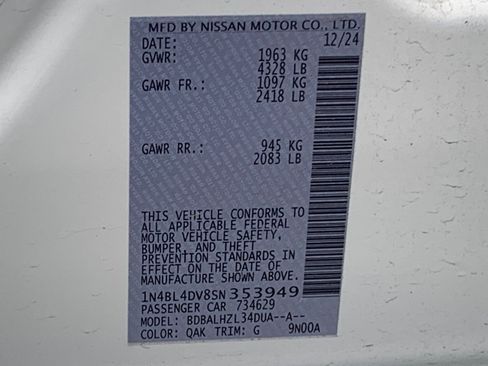 MFD BY NISSAN MOTOR CO., LTD.
DATE: 12/24
GVWR: 1963 KG
4328 LB
GAWR FR.: 1097 KG
2418 LB
GAWR RR.: 945 KG
2083 LB
THIS VEHICLE CONFORMS TO
ALL APPLICABLE FEDERAL
MOTOR VEHICLE SAFETY,
BUMPER, AND THEFT
PREVENTION STANDARDS IN
EFFECT ON THE DATE OF
MANUFACTURE SHOWN ABOVE.
1N4BL4DV8SN353949
PASSENGER CAR 734629
MODEL: BDBALHZL34DUA--A--
COLOR: QAK TRIM: G 9N00A